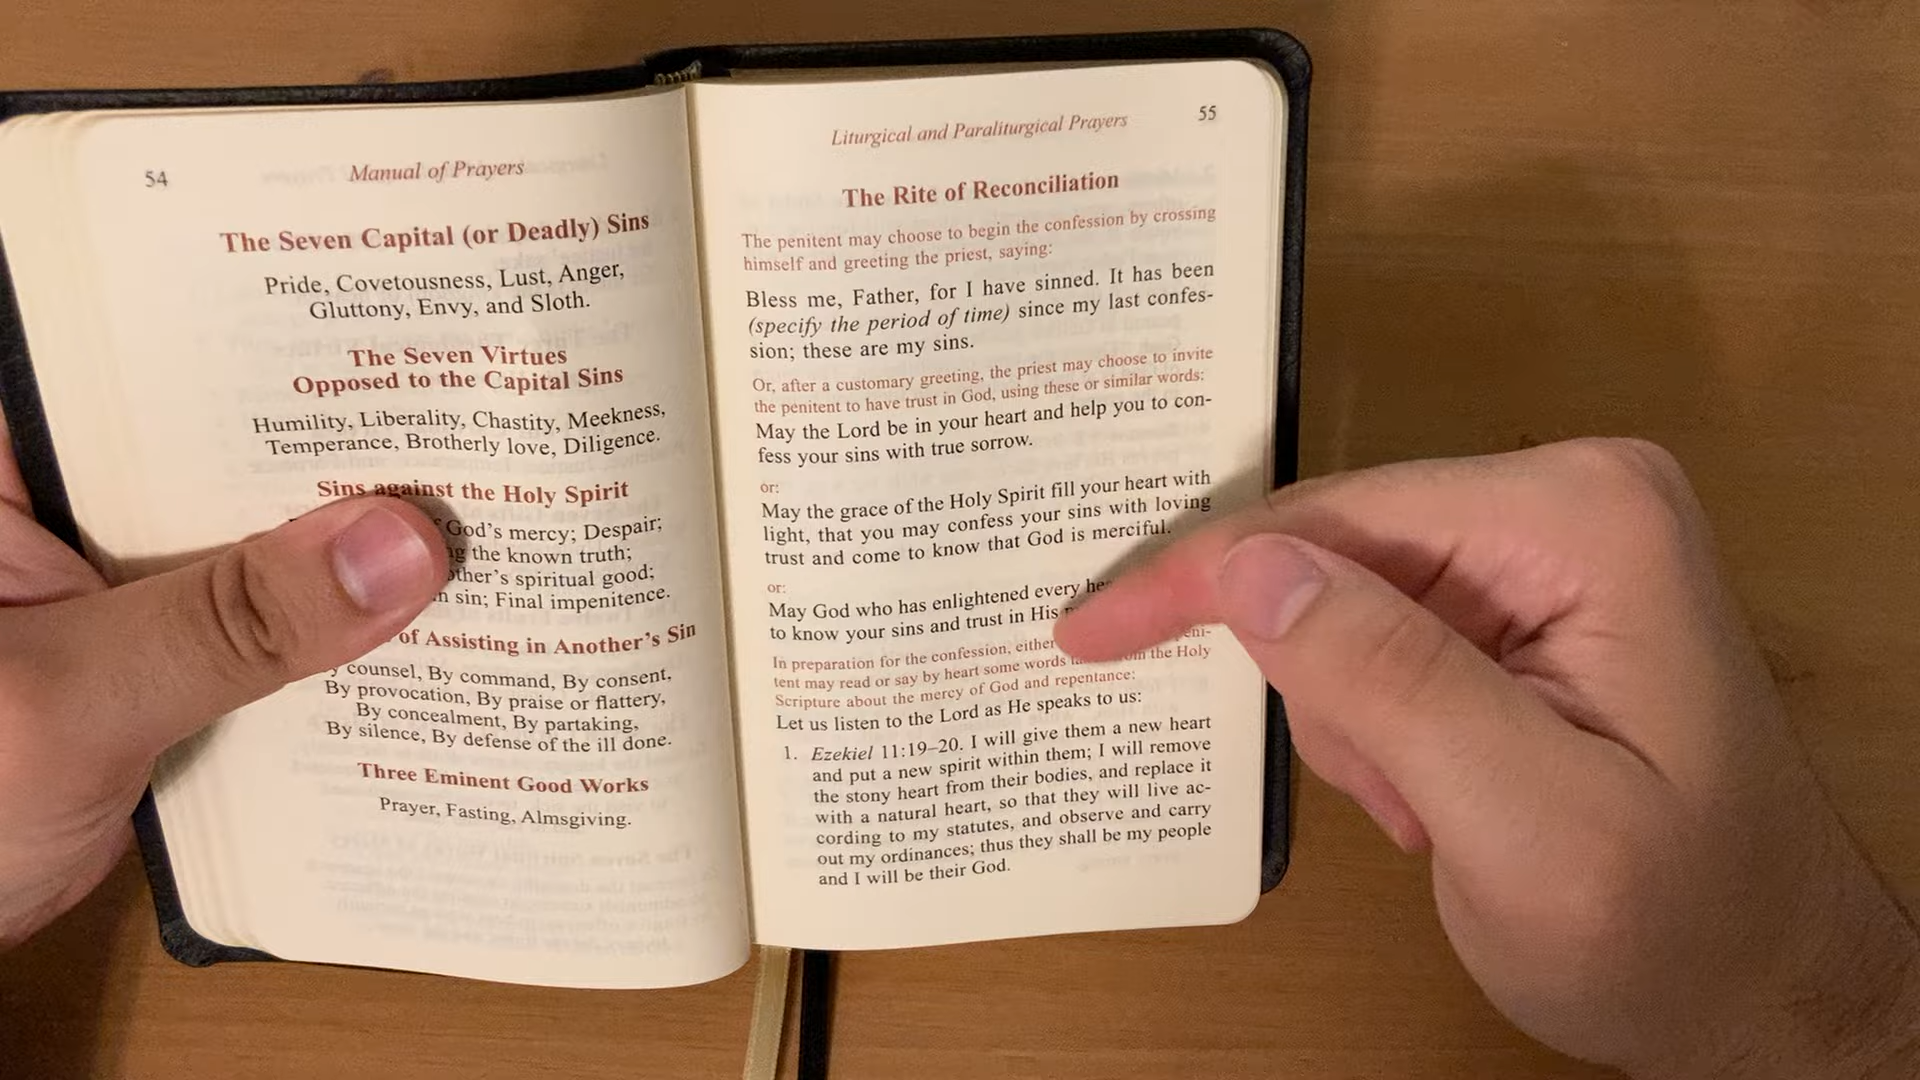 54
Manual of Prayers
The Seven Capital (or Deadly) Sins
Pride, Covetousness, Lust, Anger,
Gluttony, Envy, and Sloth.
The Seven Virtues
Opposed to the Capital Sins
Humility, Liberality, Chastity, Meekness,
Temperance, Brotherly love, Diligence.
Sins against the Holy Spirit
God's mercy; Despair;
the known truth;
spiritual good;
sin; Final impenitence.
of Assisting in Another's Sin
counsel, By command, By consent,
By provocation, By praise or flattery,
By concealment, By partaking,
By silence, By defense of the ill done.
Three Eminent Good Works
Prayer, Fasting, Almsgiving.
Liturgical and Paraliturgical Prayers
55
The Rite of Reconciliation
The penitent may choose to begin the confession by crossing
himself and greeting the priest, saying:
Bless me, Father, for I have sinned. It has been
(specify the period of time) since my last confes-
sion; these are my sins.
Or, after a customary greeting, the priest may choose to invite
the penitent to have trust in God, using these or similar words:
May the Lord be in your heart and help you to con-
fess your sins with true sorrow.
or:
May the grace of the Holy Spirit fill your heart with
light, that you may confess your sins with loving
trust and come to know that God is merciful.
or:
May God who has enlightened every
to know your sins and trust in His
In preparation for the confession, either
tent may read or say by heart some words the Holy
Scripture about the mercy of God and repentance:
Let us listen to the Lord as He speaks to us:
1. Ezekiel 11:19–20. I will give them a new heart
and put a new spirit within them; I will remove
the stony heart from their bodies, and replace it
with a natural heart, so that they will live ac-
cording to my statutes, and observe and carry
out my ordinances; thus they shall be my people
and I will be their God.